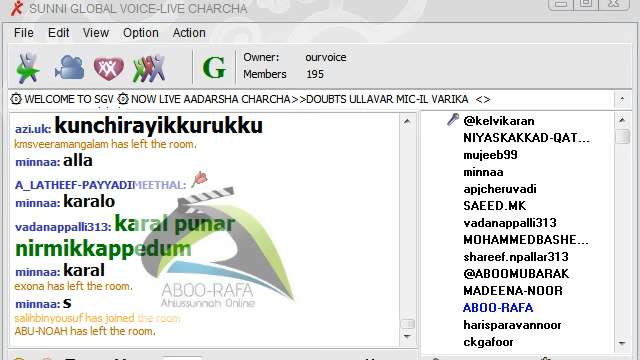 SUNNI GLOBAL VOICE-LIVE CHARCHA
File Edit View Option Action
G Owner: ourvoice
Members 195
WELCOME TO SGV NOW LIVE AADARSHA CHARCHA>>DOUBTS ULLAVAR MIC-IL VARIKA <>
azi.uk: kunchirayikkurukku
kmsveeramangalam has left the room.
minnaa: alla
A_LATHEEF-PAYYADIMEETHAL:
minnaa: karalo
vadanappalli313: karal punar
nirmikkappedum
minnaa: karal
exona has left the room.
minnaa: s
salihbinyousuf has joined the room
ABU-NOAH has left the room.
ABOO-RAFA
Ahlussunnah Online
@kelvikaran
NIYASKAKKAD-QAT...
mujeeb99
minnaa
apjcheruvadi
SAEED.MK
vadanappalli313
MOHAMMEDBASHE...
shareef.npallar313
@ABOOMUBARAK
MADEENA-NOOR
ABOO-RAFA
harisparavannoor
ckgafoor